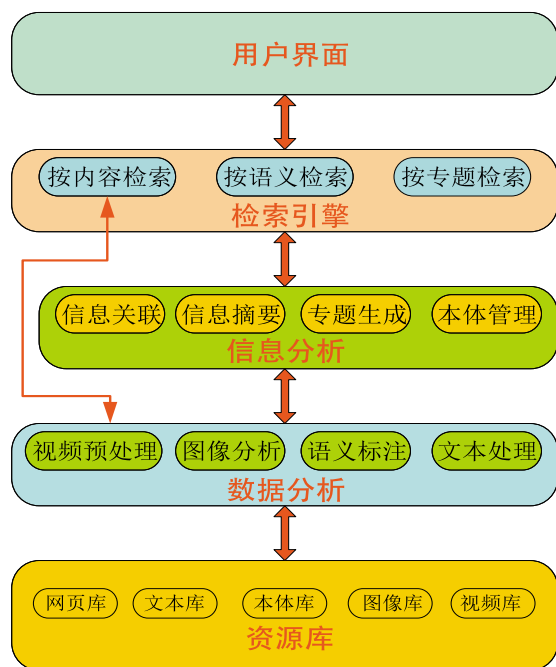 用户界面
按内容检索
按语义检索
按专题检索
检索引擎
信息关联
信息摘要
专题生成
本体管理
信息分析
视频预处理
图像分析
语义标注
文本处理
数据分析
网页库
文本库
本体库
图像库
视频库
资源库